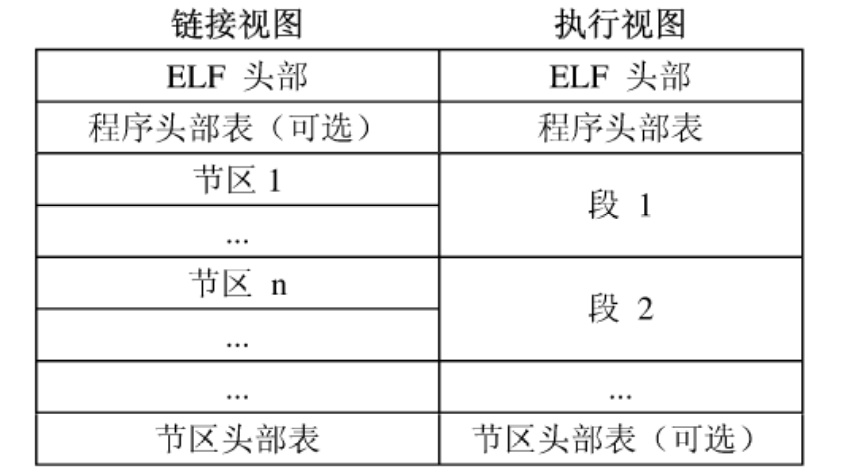 链接视图 执行视图
ELF 头部 ELF 头部
程序头部表（可选） 程序头部表
节区 1
段 1
...
节区 n
段 2
...
... ...
节区头部表 节区头部表（可选）